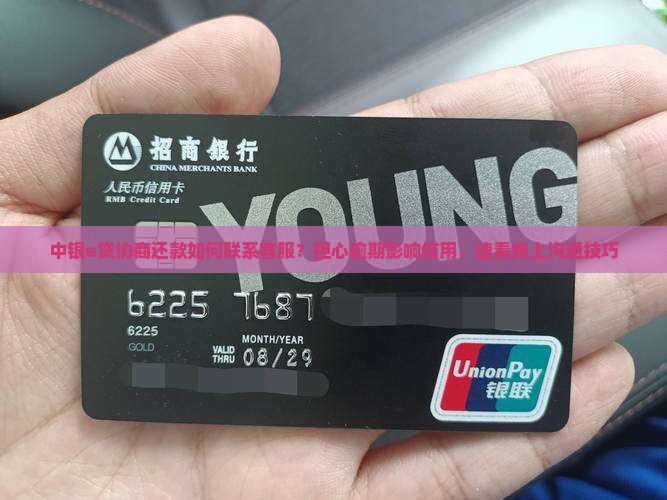 招商银行
CHINA MERCHANTS BANK
人民币信用卡
RMB Credit Card
YOUNG
中银e贷协商还款如何联系客服？担心逾期影响信用，速看线上沟通技巧
6225 7687
6225
GOLD
MONTH/YEAR
VALID THRU 08/29
UnionPay
银联